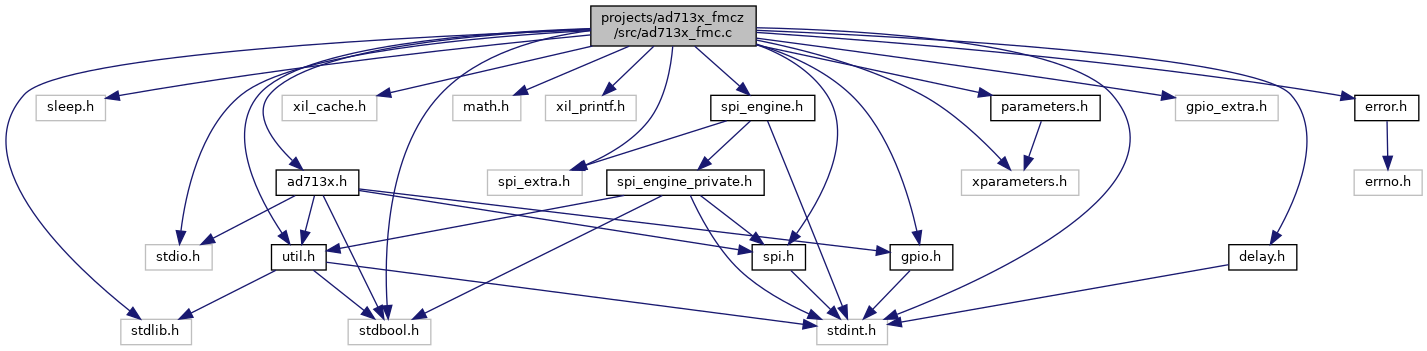 projects/ad713x_fmcz
/src/ad713x_fmc.c
sleep.h
xil_cache.h
math.h
xil_printf.h
spi_engine.h
parameters.h
gpio_extra.h
error.h
ad713x.h
spi_extra.h
spi_engine_private.h
xparameters.h
errno.h
stdio.h
util.h
spi.h
gpio.h
delay.h
stdlib.h
stdbool.h
stdint.h